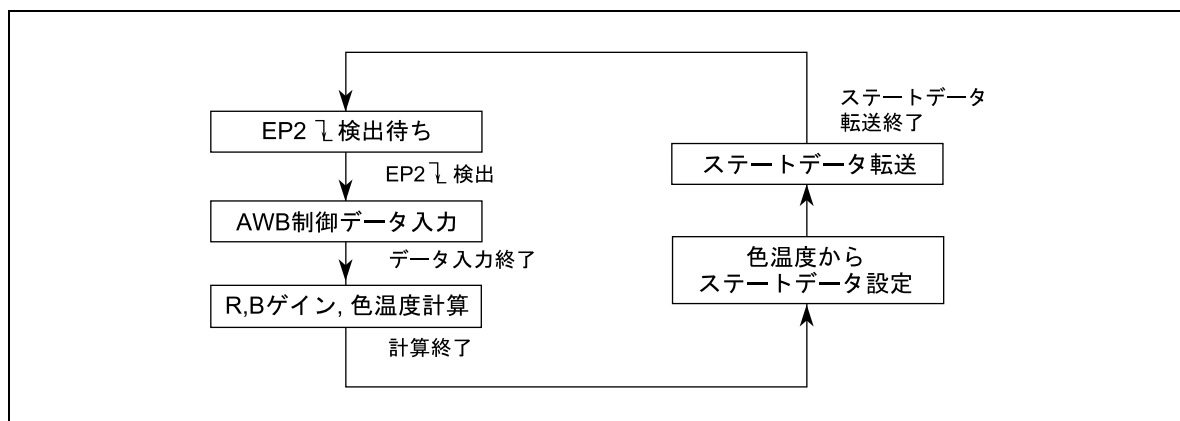 EP2 検出待ち
EP2 検出
AWB制御データ入力
データ入力終了
R,Bゲイン, 色温度計算
計算終了
色温度から
ステートデータ設定
ステートデータ転送
ステートデータ
転送終了